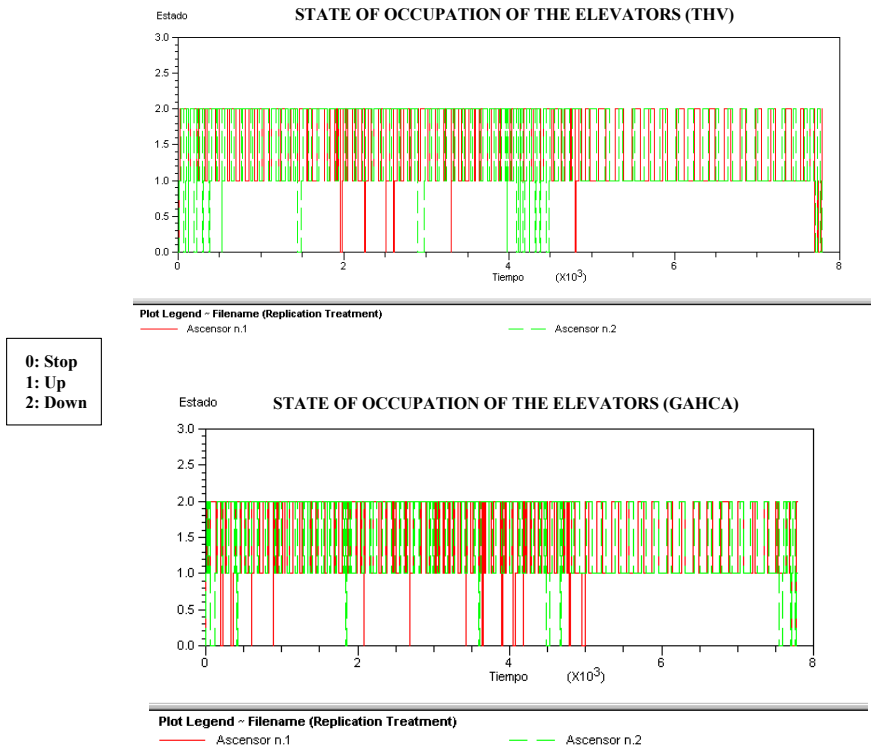 STATE OF OCCUPATION OF THE ELEVATORS (THV)
Estado
3.0
2.5
2.0
1.5
1.0
0.5
0.0
0 2 4 6 8
Tiempo (X10³)
Plot Legend ~ Filename (Replication Treatment)
Ascensor n.1 Ascensor n.2
0: Stop
1: Up
2: Down
Estado STATE OF OCCUPATION OF THE ELEVATORS (GAHCA)
3.0
2.5
2.0
1.5
1.0
0.5
0.0
0 2 4 6 8
Tiempo (X10³)
Plot Legend ~ Filename (Replication Treatment)
Ascensor n.1 Ascensor n.2